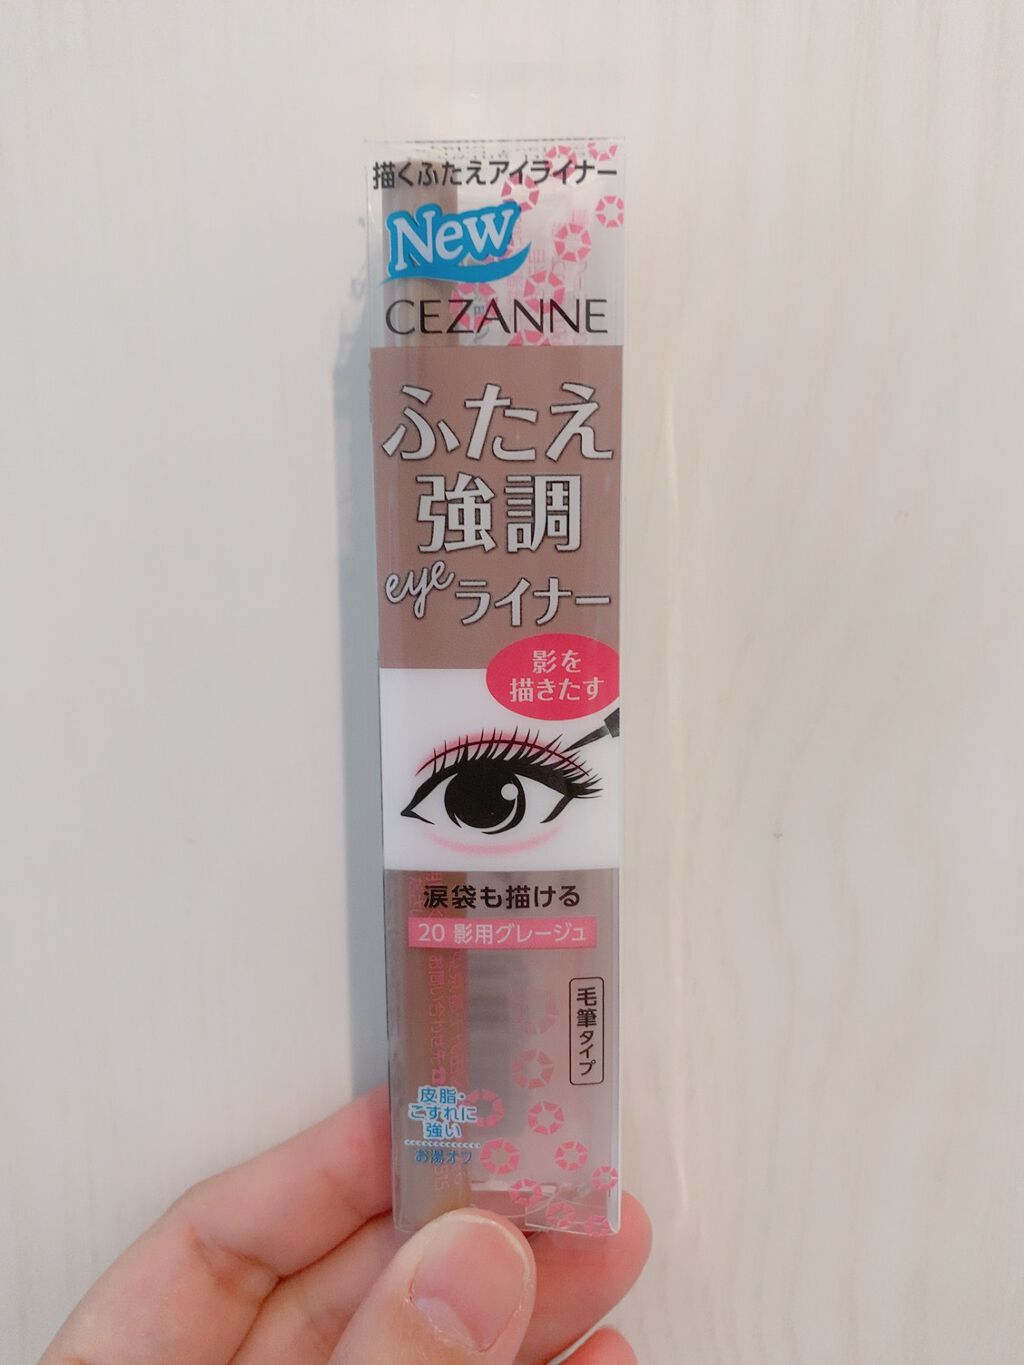 描くふたえアイライナー
New
CEZANNE
ふたえ
強調
eyeライナー
影を
描きたす
涙袋も描ける
20 影用グレージュ
毛筆タイプ
皮脂・
こすれに
強い
お湯オフ